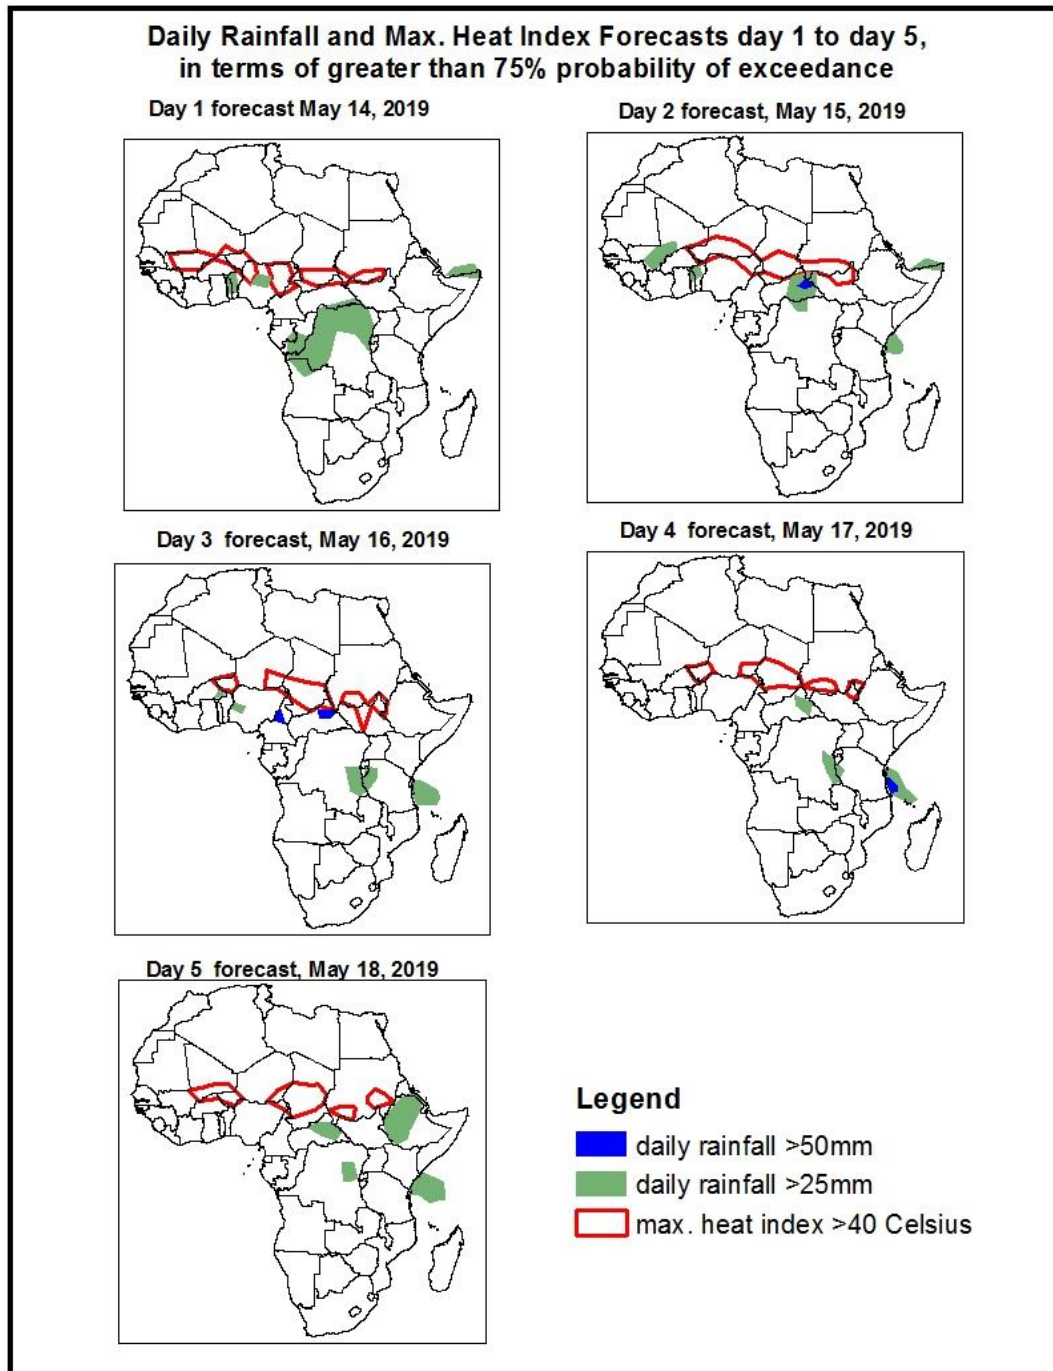 Daily Rainfall and Max. Heat Index Forecasts day 1 to day 5,
in terms of greater than 75% probability of exceedance
Day 1 forecast May 14, 2019
Day 2 forecast, May 15, 2019
Day 3 forecast, May 16, 2019
Day 4 forecast, May 17, 2019
Day 5 forecast, May 18, 2019
Legend
daily rainfall >50mm
daily rainfall >25mm
max. heat index >40 Celsius